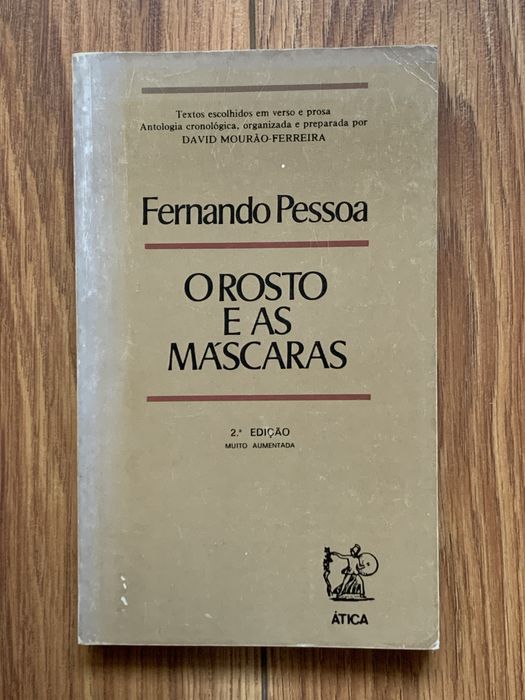 Textos escolhidos em verso e prosa
Antologia cronológica, organizada e preparada por
DAVID MOURÃO-FERREIRA
Fernando Pessoa
O ROSTO
E AS
MÁSCARAS
2.ª EDIÇÃO
MUITO AUMENTADA
ÁTICA